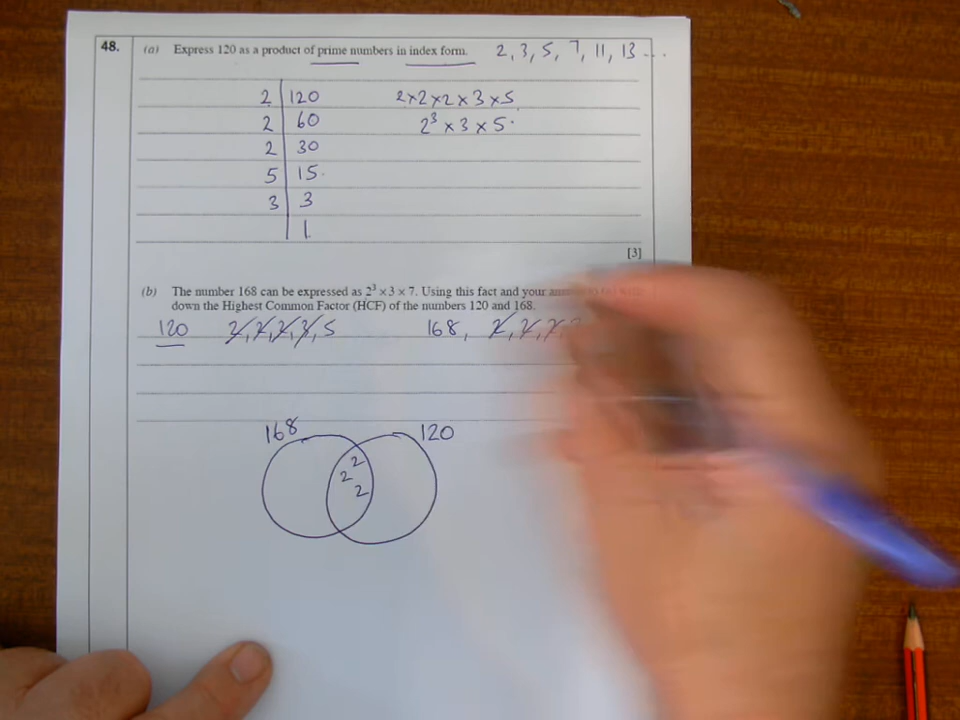 48. (a) Express 120 as a product of prime numbers in index form. 2, 3, 5, 7, 11, 13 ...
2 | 120 2×2×2×3×5
2 | 60 2³ × 3 × 5.
2 | 30
5 | 15
3 | 3
1
[3]
(b) The number 168 can be expressed as 2³ × 3 × 7. Using this fact and your
down the Highest Common Factor (HCF) of the numbers 120 and 168.
120 2, 2, 2, 3, 5 168, 2, 2, 2,
168 120
2
2
2